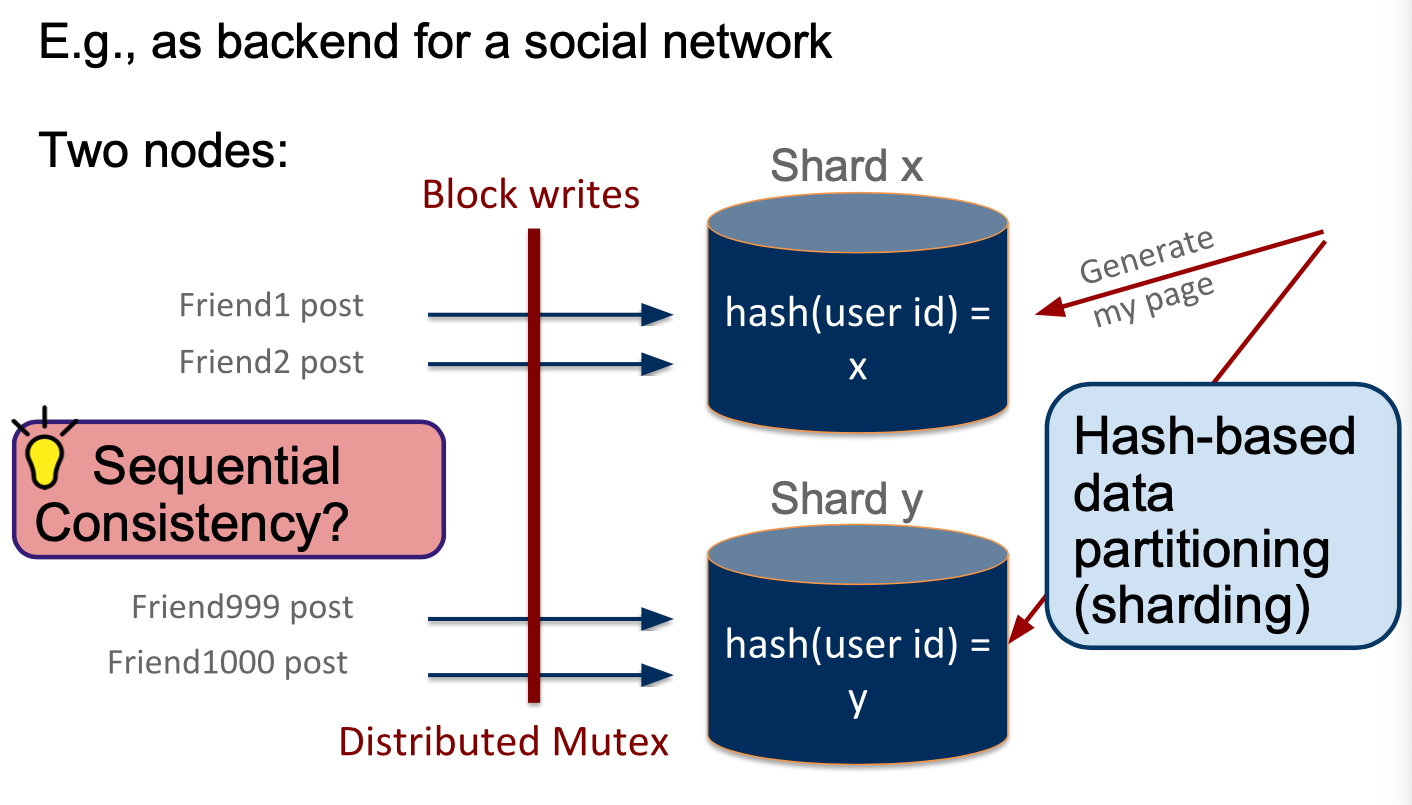 E.g., as backend for a social network
Two nodes:
Block writes
Shard x
Friend1 post
Friend2 post
hash(user id) =
x
Generate
my page
Sequential
Consistency?
Hash-based
data
partitioning
(sharding)
Shard y
Friend999 post
Friend1000 post
hash(user id) =
y
Distributed Mutex